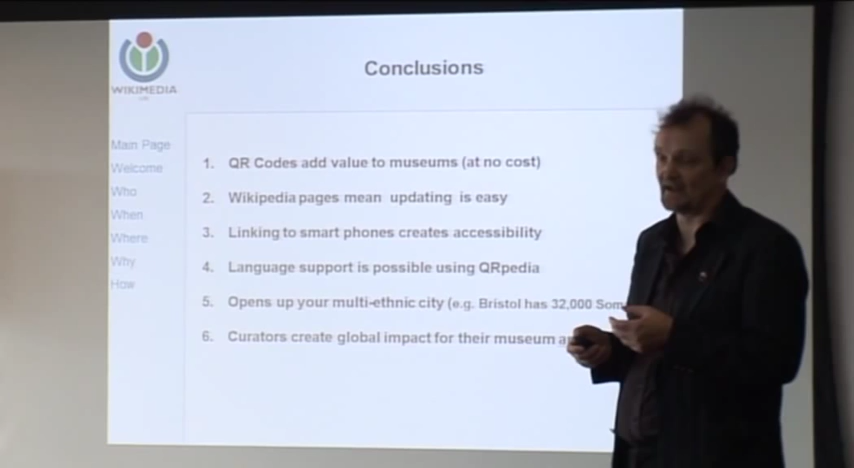 WIKIMEDIA
Conclusions
Main Page
Welcome
Who
When
Where
Why
How
1. QR Codes add value to museums (at no cost)
2. Wikipedia pages mean updating is easy
3. Linking to smart phones creates accessibility
4. Language support is possible using QRpedia
5. Opens up your multi-ethnic city (e.g. Bristol has 32,000 Som
6. Curators create global impact for their museum